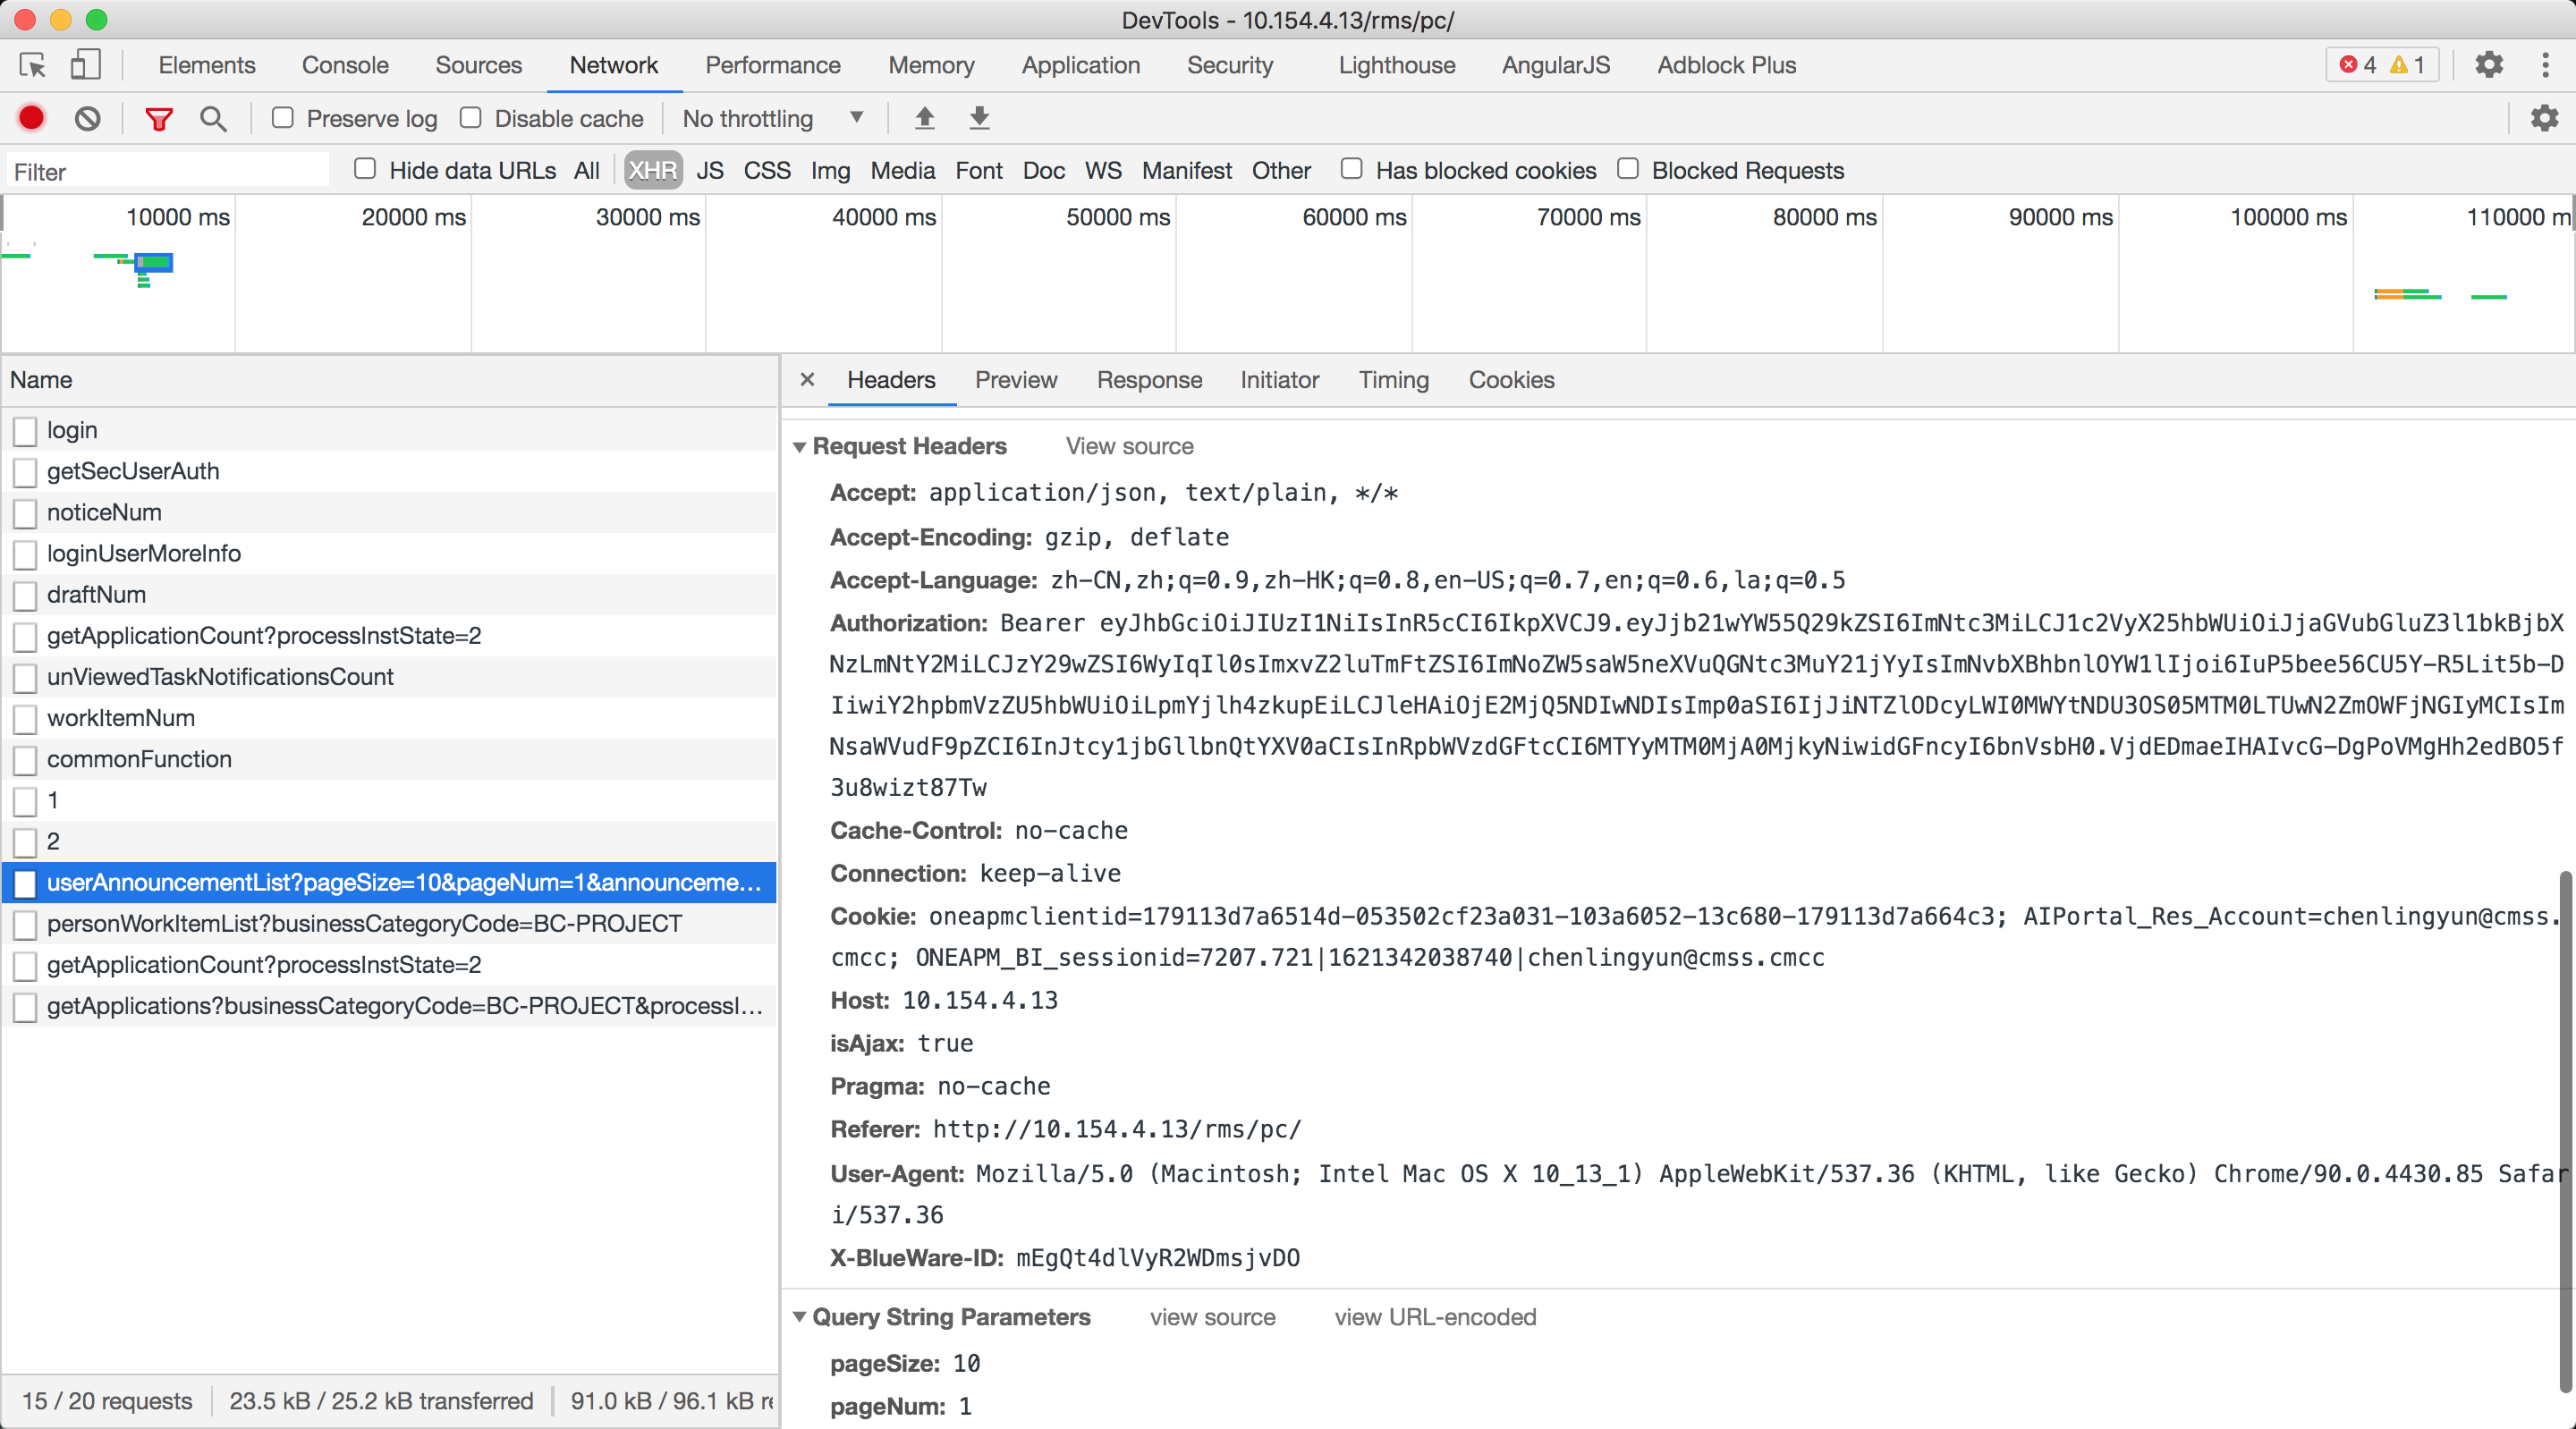 DevTools - 10.154.4.13/rms/pc/
Elements Console Sources Network Performance Memory Application Security Lighthouse AngularJS Adblock Plus 4 1
Preserve log Disable cache No throttling
Filter Hide data URLs All XHR JS CSS Img Media Font Doc WS Manifest Other Has blocked cookies Blocked Requests
10000 ms 20000 ms 30000 ms 40000 ms 50000 ms 60000 ms 70000 ms 80000 ms 90000 ms 100000 ms 110000 m
Name
login
getSecUserAuth
noticeNum
loginUserMoreInfo
draftNum
getApplicationCount?processInstState=2
unViewedTaskNotificationsCount
workItemNum
commonFunction
1
2
userAnnouncementList?pageSize=10&pageNum=1&announceme...
personWorkItemList?businessCategoryCode=BC-PROJECT
getApplicationCount?processInstState=2
getApplications?businessCategoryCode=BC-PROJECT&processI...
15 / 20 requests 23.5 kB / 25.2 kB transferred 91.0 kB / 96.1 kB re
Headers Preview Response Initiator Timing Cookies
Request Headers View source
Accept: application/json, text/plain, */*
Accept-Encoding: gzip, deflate
Accept-Language: zh-CN,zh;q=0.9,zh-HK;q=0.8,en-US;q=0.7,en;q=0.6,la;q=0.5
Authorization: Bearer eyJhbGciOiJIUzI1NiIsInR5cCI6IkpXVCJ9.eyJjb21wYW55Q29kZSI6ImNtc3MiLCJ1c2VyX25hbWUiOiJjaGVubGluZ3l1bkBjbX
NzLmNtY2MiLCJzY29wZSI6WyIqIl0sImxvZ2luTmFtZSI6ImNoZW5saW5neXVuQGNtc3MuY21jYyIsImNvbXBhbnlOYW1lIjoi6IuP5bee56CU5Y-R5Lit5b-D
IiwiY2hpbmVzZU5hbWUiOiLpmYjlh4zkupEiLCJleHAiOjE2MjQ5NDIwNDIsImp0aSI6IjJiNTZlODcyLWI0MWYtNDU3OS05MTM0LTUwN2ZmOWFjNGIyMCIsIm
NsaWVudF9pZCI6InJtcy1jbGllbnQtYXV0aCIsInRpbWVzdGFtcCI6MTYyMTM0MjA0MjkyNiwidGFncyI6bnVsbH0.VjdEDmaeIHAIvcG-DgPoVMgHh2edBO5f
3u8wizt87Tw
Cache-Control: no-cache
Connection: keep-alive
Cookie: oneapmclientid=179113d7a6514d-053502cf23a031-103a6052-13c680-179113d7a664c3; AIPortal_Res_Account=chenlingyun@cmss.
cmcc; ONEAPM_BI_sessionid=7207.721|1621342038740|chenlingyun@cmss.cmcc
Host: 10.154.4.13
isAjax: true
Pragma: no-cache
Referer: http://10.154.4.13/rms/pc/
User-Agent: Mozilla/5.0 (Macintosh; Intel Mac OS X 10_13_1) AppleWebKit/537.36 (KHTML, like Gecko) Chrome/90.0.4430.85 Safar
i/537.36
X-BlueWare-ID: mEgQt4dlVyR2WDmsjvDO
Query String Parameters view source view URL-encoded
pageSize: 10
pageNum: 1